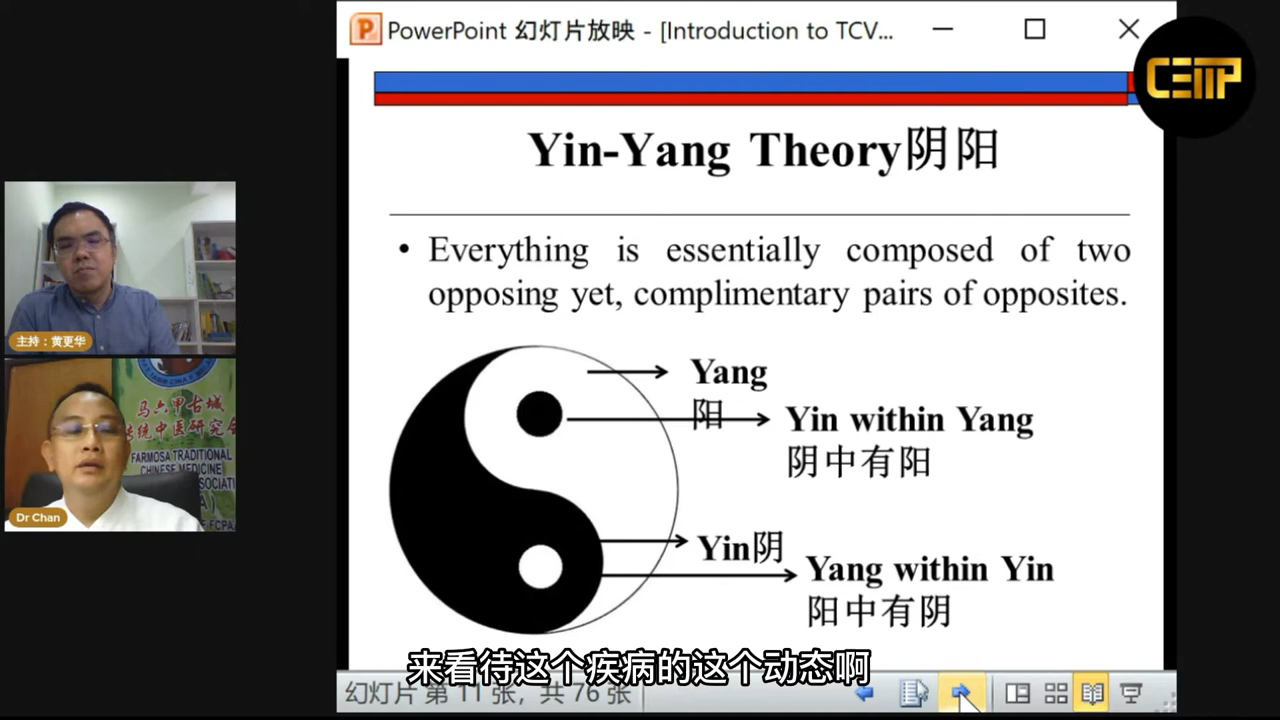 PowerPoint 幻灯片放映 - [Introduction to TCV...
CEMP
Yin-Yang Theory阴阳
• Everything is essentially composed of two
opposing yet, complimentary pairs of opposites.
Yang
阳
Yin within Yang
阴中有阳
Yin阴
Yang within Yin
阳中有阴
主持：黄更华
马六甲古城
传统中医研究会
FARMOSA TRADITIONAL
CHINESE MEDICINE
Dr Chan
来看待这个疾病的这个动态啊
幻灯片 第 11 张，共 76 张